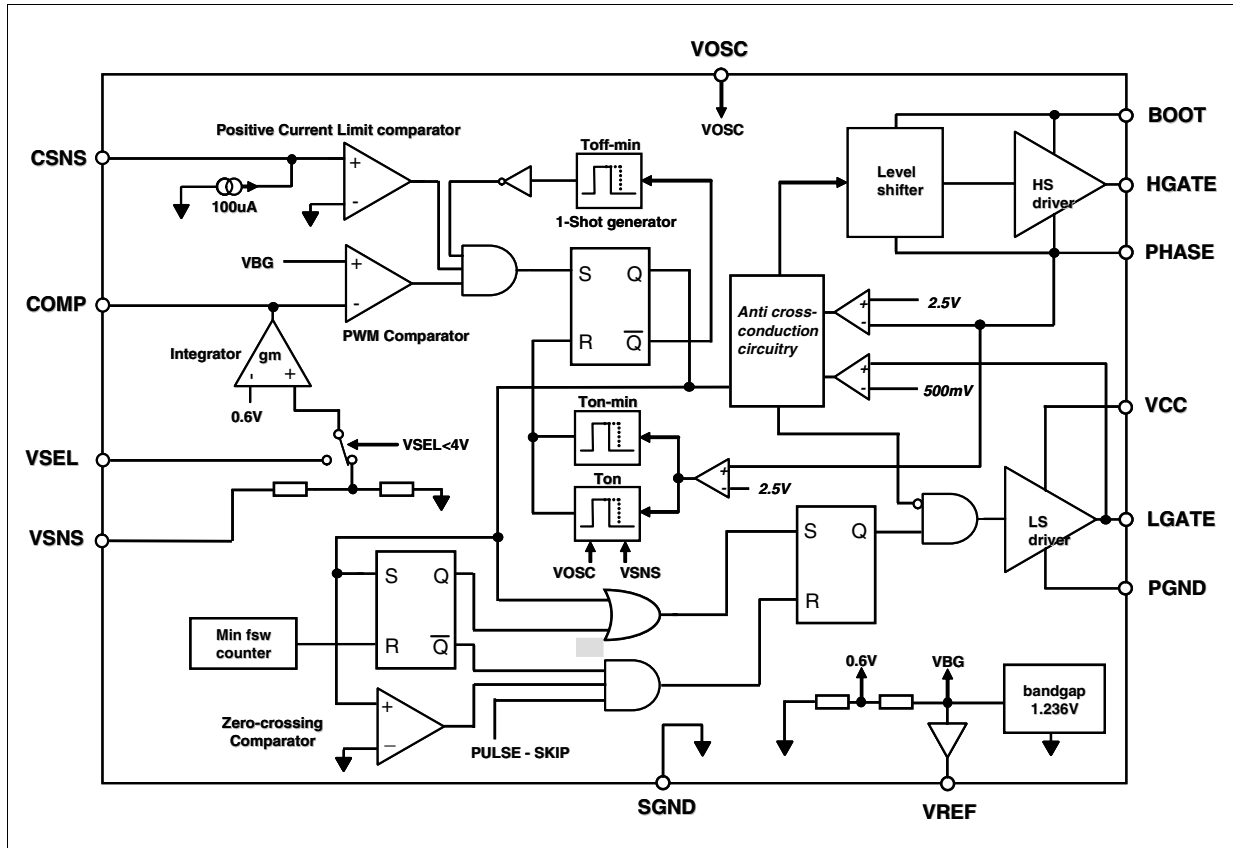 VOSC
VOSC
BOOT
HGATE
PHASE
Level
shifter
HS
driver
Positive Current Limit comparator
CSNS
+
-
100uA
Toff-min
1-Shot generator
VBG
+
-
COMP
PWM Comparator
S
Q
R
Q
Anti cross-
conduction
circuitry
+
-
2.5V
+
-
500mV
Integrator
gm
-
+
0.6V
VSEL<4V
VSEL
VSNS
Ton-min
Ton
VOSC
VSNS
+
-
2.5V
VCC
LGATE
LS
driver
PGND
S
Q
R
S
Q
R
Q
Min fsw
counter
Zero-crossing
Comparator
+
–
PULSE - SKIP
0.6V
VBG
bandgap
1.236V
SGND
VREF